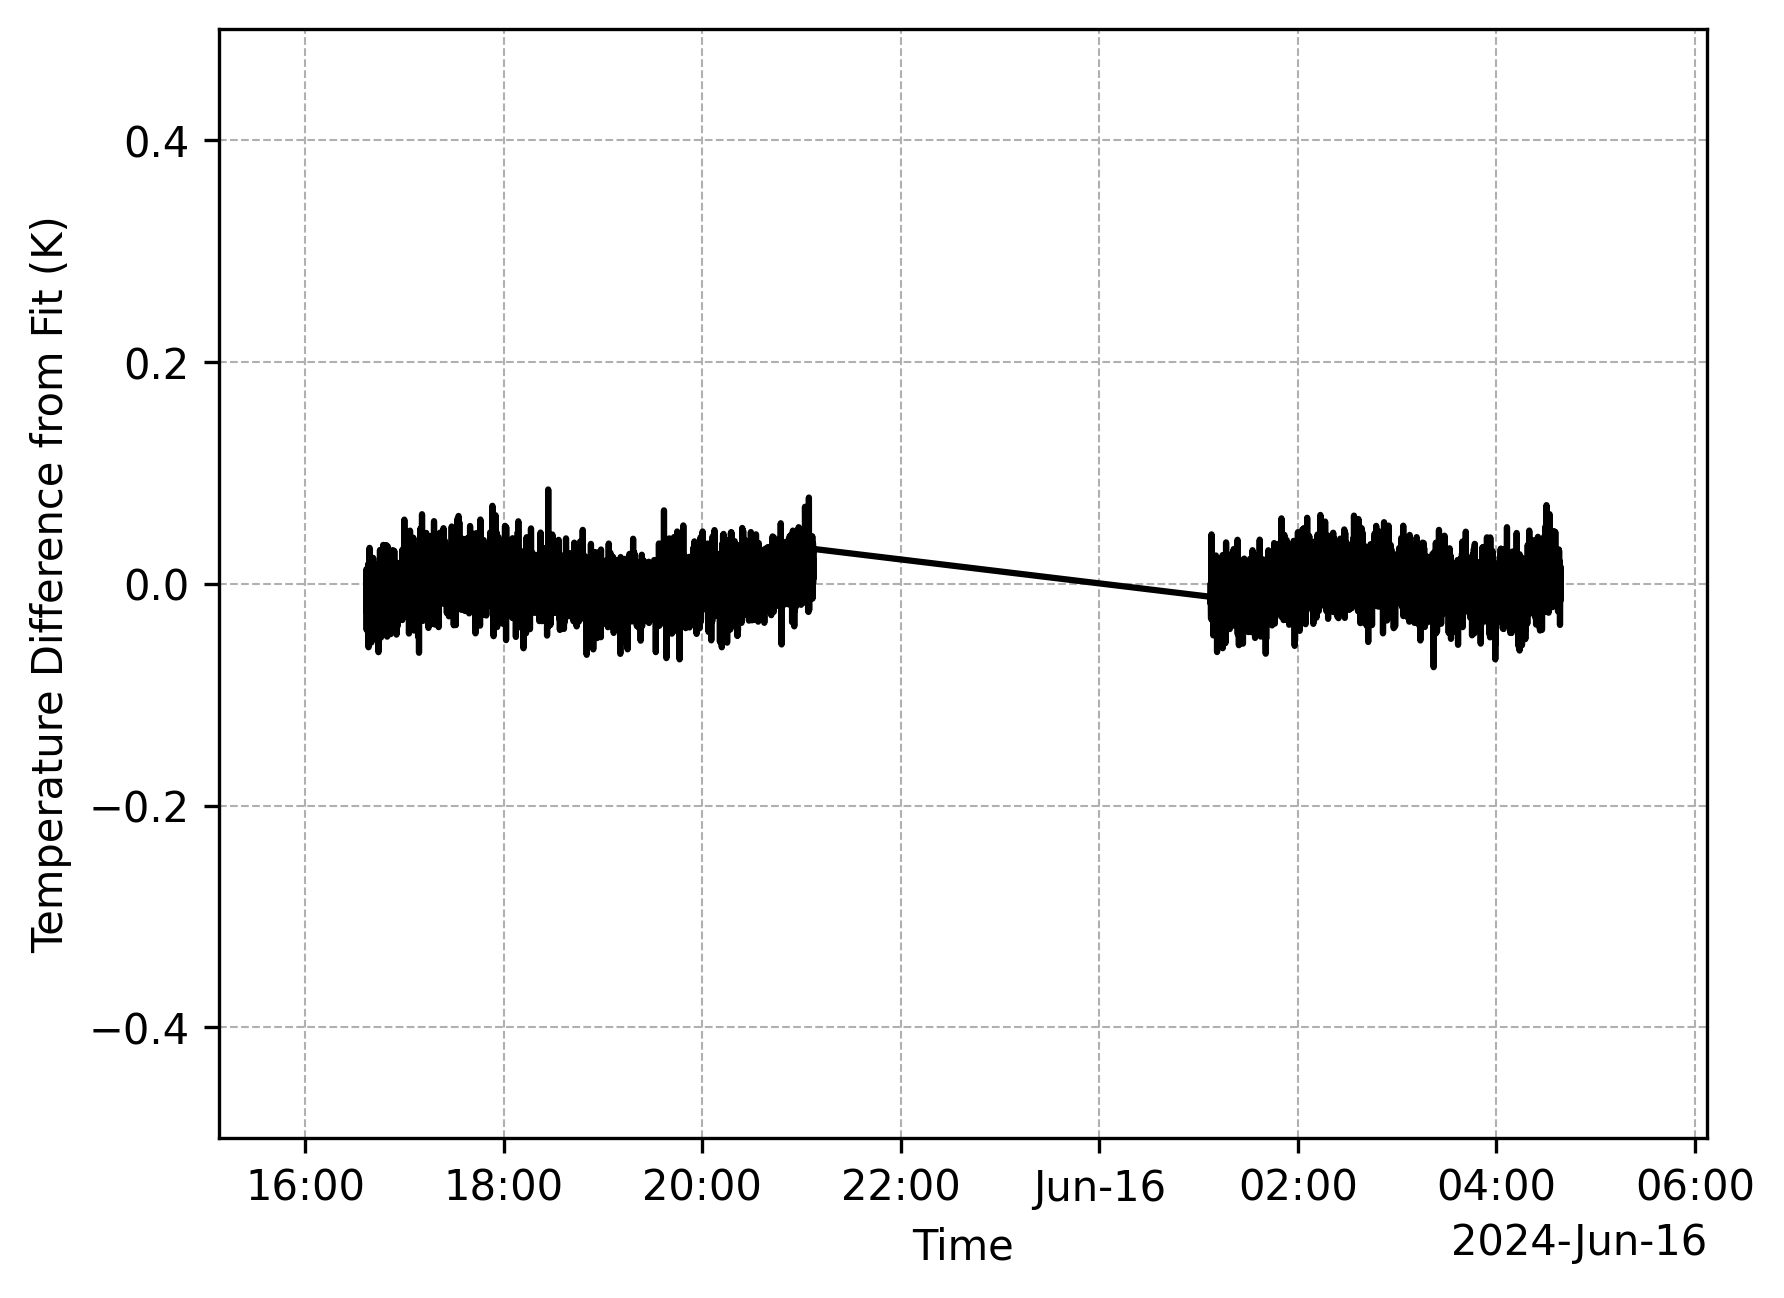 Temperature Difference from Fit (K)
0.4
0.2
0.0
−0.2
−0.4
16:00 18:00 20:00 22:00 Jun-16 02:00 04:00 06:00
2024-Jun-16
Time